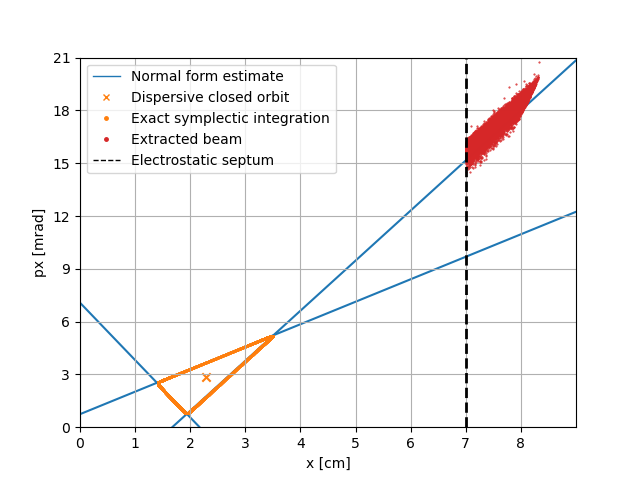 21
18
15
12
9
6
3
0
px [mrad]
Normal form estimate
Dispersive closed orbit
Exact symplectic integration
Extracted beam
Electrostatic septum
0 1 2 3 4 5 6 7 8
x [cm]